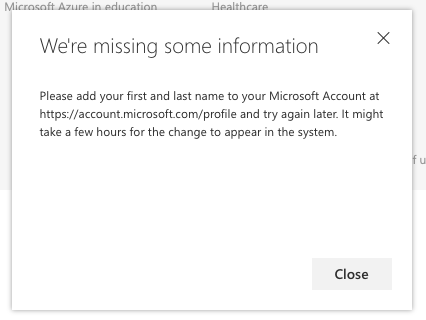 Microsoft Azure in education Healthcare
We're missing some information
Please add your first and last name to your Microsoft Account at
https://account.microsoft.com/profile and try again later. It might
take a few hours for the change to appear in the system.
f u
Close